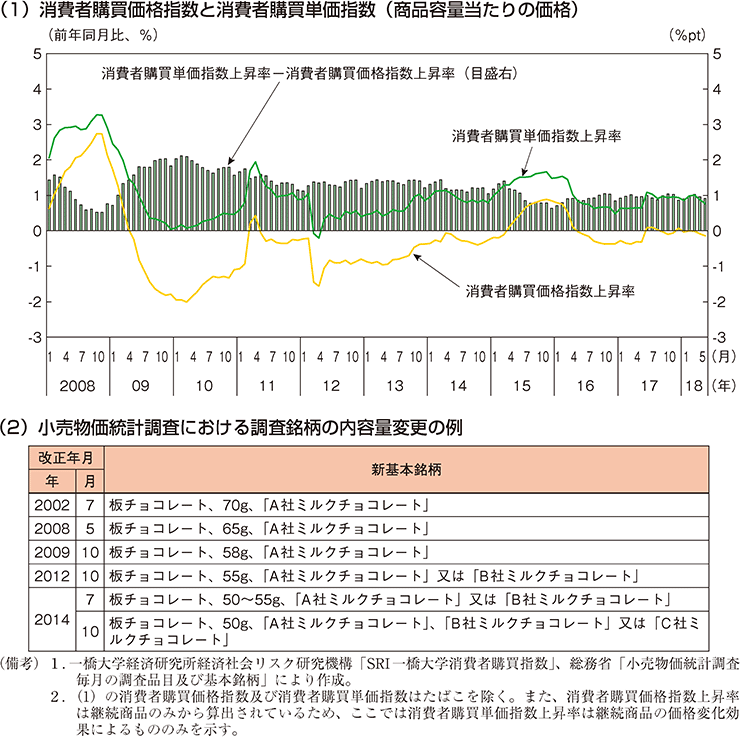 （1）消費者購買価格指数と消費者購買単価指数（商品容量当たりの価格）
（前年同月比、％） （％pt）
消費者購買単価指数上昇率－消費者購買価格指数上昇率（目盛右）
消費者購買単価指数上昇率
消費者購買価格指数上昇率
5 5
4 4
3 3
2 2
1 1
0 0
-1 -1
-2 -2
-3 -3
1 4 7 10 1 4 7 10 1 4 7 10 1 4 7 10 1 4 7 10 1 4 7 10 1 4 7 10 1 4 7 10 1 4 7 10 1 4 7 10 1 5 （月）
2008 09 10 11 12 13 14 15 16 17 18 （年）
（2）小売物価統計調査における調査銘柄の内容量変更の例
改正年月 新基本銘柄
年 月
2002 7 板チョコレート、70g、「A社ミルクチョコレート」
2008 5 板チョコレート、65g、「A社ミルクチョコレート」
2009 10 板チョコレート、58g、「A社ミルクチョコレート」
2012 10 板チョコレート、55g、「A社ミルクチョコレート」又は「B社ミルクチョコレート」
2014 7 板チョコレート、50～55g、「A社ミルクチョコレート」又は「B社ミルクチョコレート」
10 板チョコレート、50g、「A社ミルクチョコレート」、「B社ミルクチョコレート」又は「C社ミ
ルクチョコレート」
（備考）１．一橋大学経済研究所経済社会リスク研究機構「SRI一橋大学消費者購買指数」、総務省「小売物価統計調査
毎月の調査品目及び基本銘柄」により作成。
２．（1）の消費者購買価格指数及び消費者購買単価指数はたばこを除く。また、消費者購買価格指数上昇率
は継続商品のみから算出されているため、ここでは消費者購買単価指数上昇率は継続商品の価格変化効
果によるもののみを示す。